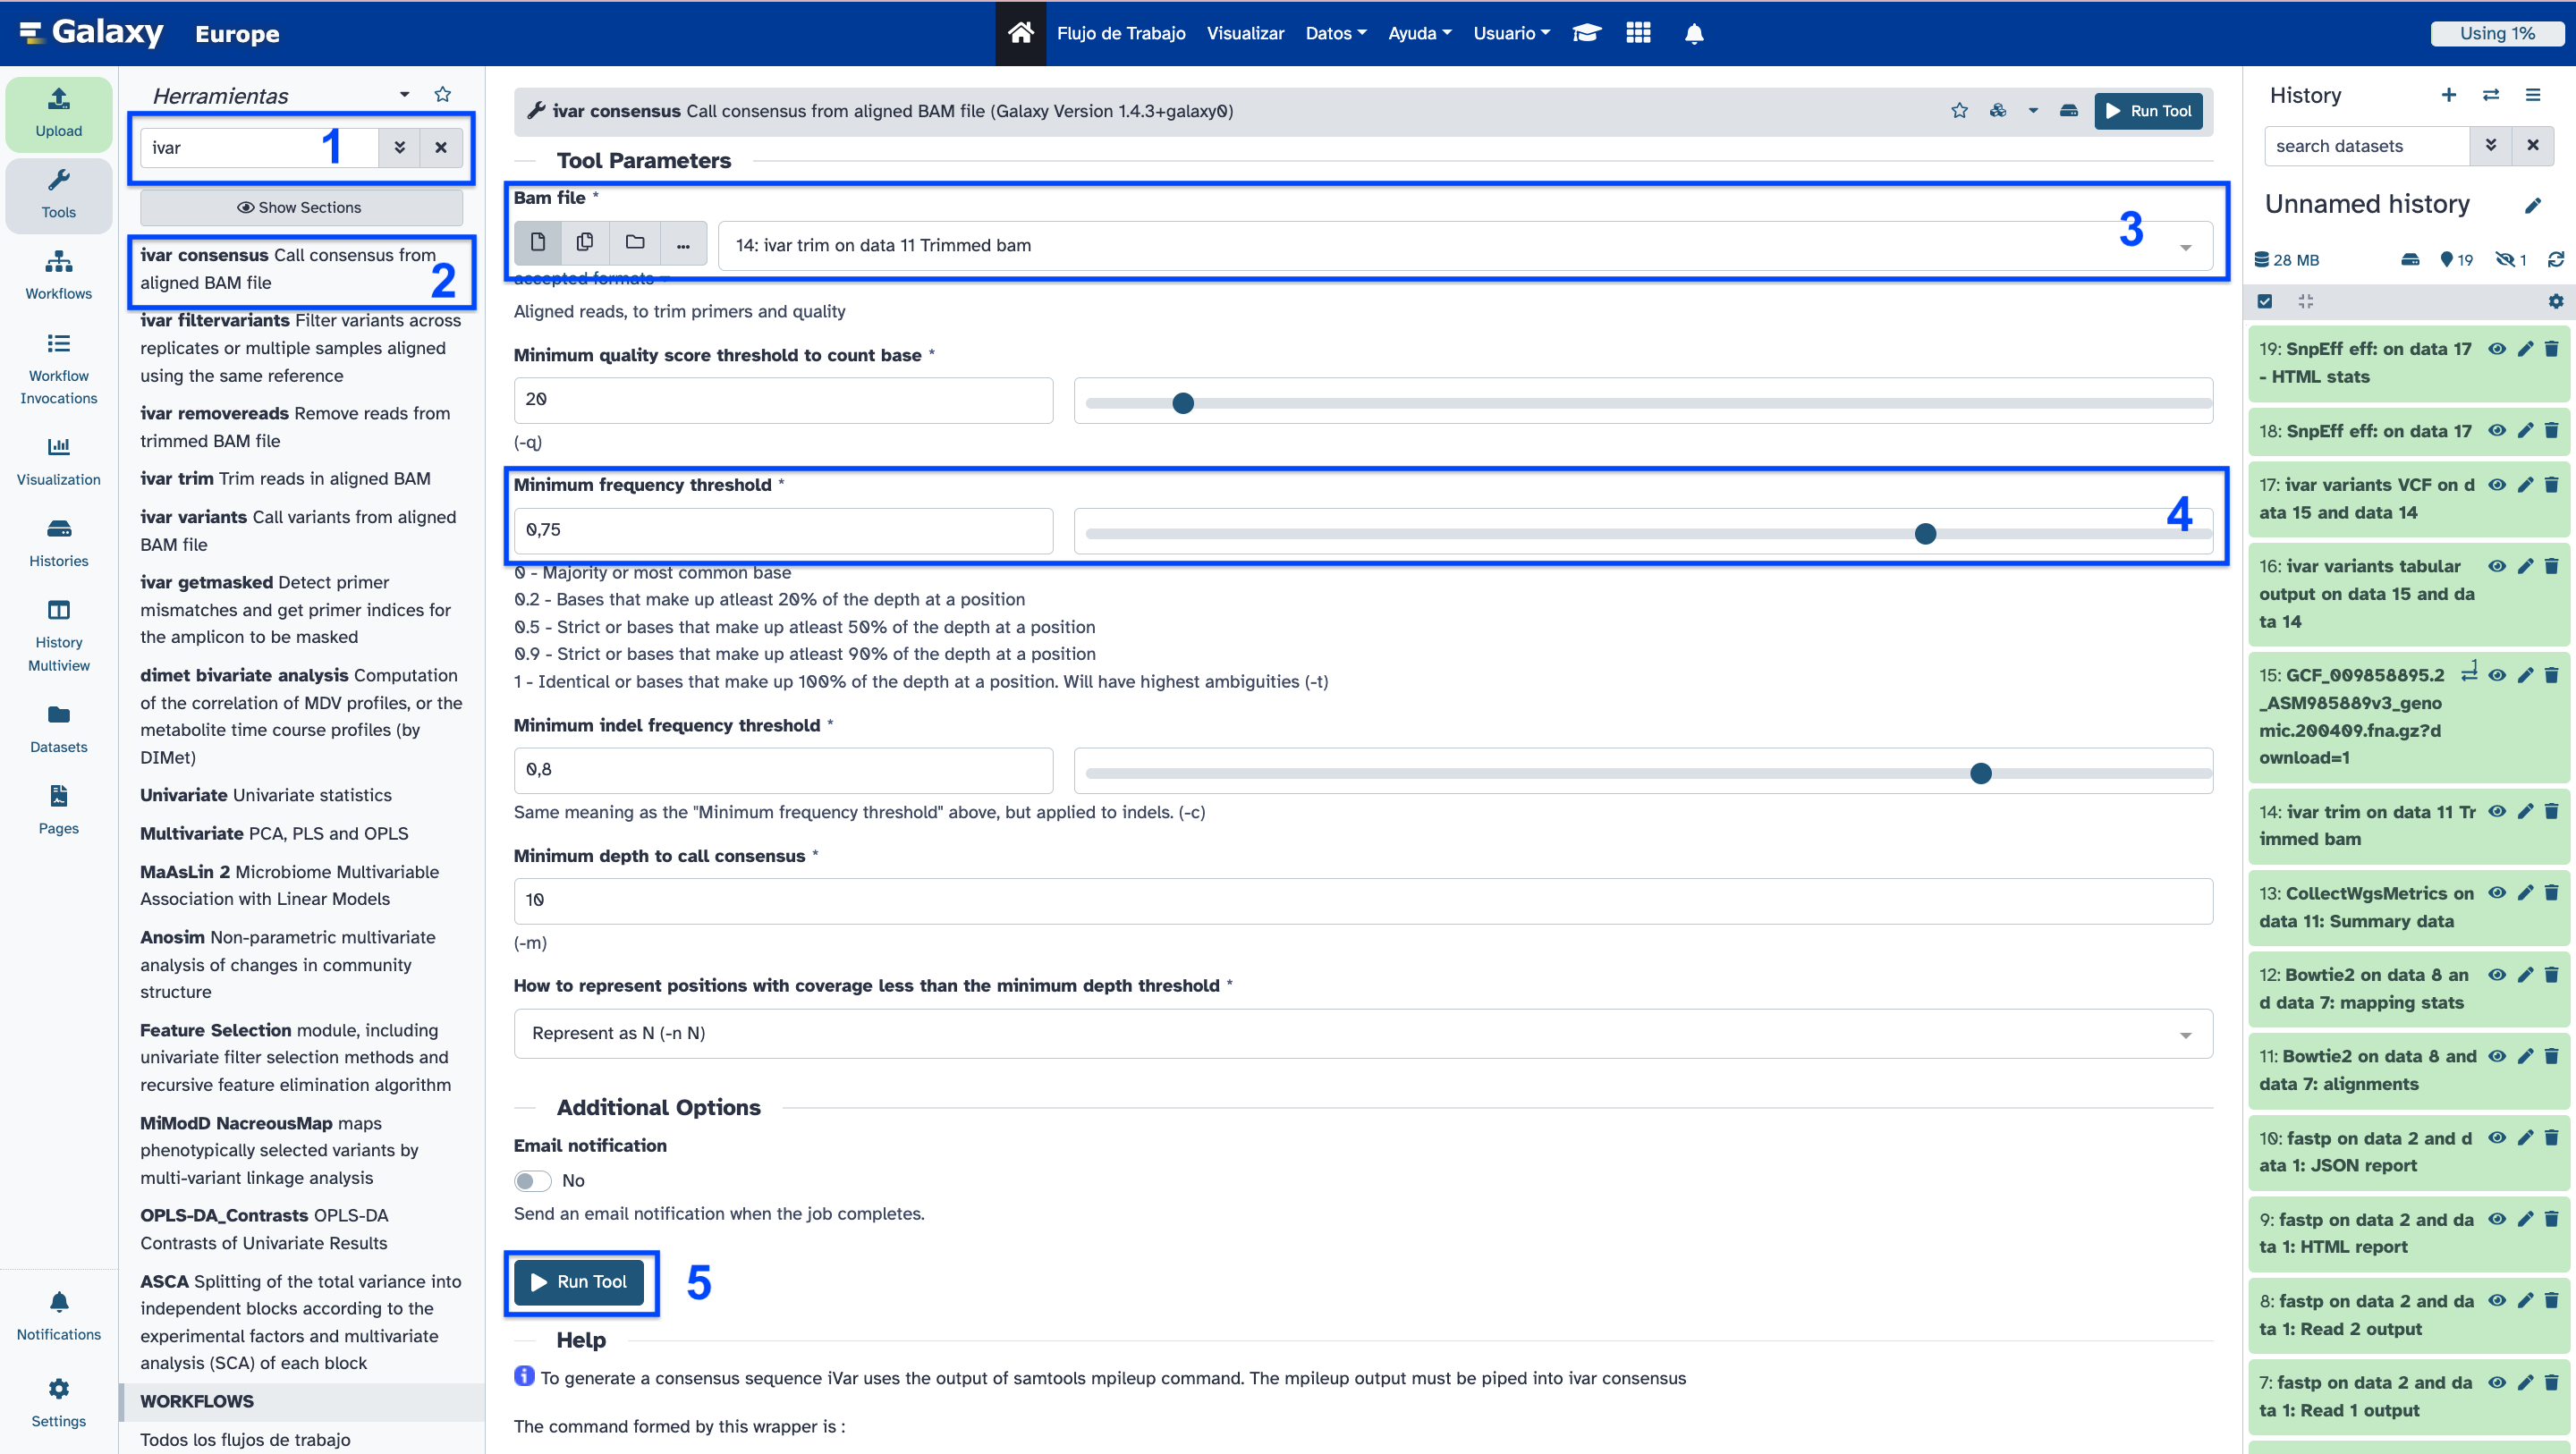 Galaxy Europe
Flujo de Trabajo Visualizar Datos Ayuda Usuario
Using 1%
Upload
Tools
Workflows
Workflow
Invocations
Visualization
Histories
History
Multiview
Datasets
Pages
Notifications
Settings
Herramientas
ivar
1
Show Sections
ivar consensus Call consensus from
aligned BAM file
2
ivar filtervariants Filter variants across
replicates or multiple samples aligned
using the same reference
ivar removereads Remove reads from
trimmed BAM file
ivar trim Trim reads in aligned BAM
ivar variants Call variants from aligned
BAM file
ivar getmasked Detect primer
mismatches and get primer indices for
the amplicon to be masked
dimet bivariate analysis Computation
of the correlation of MDV profiles, or the
metabolite time course profiles (by
DIMet)
Univariate Univariate statistics
Multivariate PCA, PLS and OPLS
MaAsLin 2 Microbiome Multivariable
Association with Linear Models
Anosim Non-parametric multivariate
analysis of changes in community
structure
Feature Selection module, including
univariate filter selection methods and
recursive feature elimination algorithm
MiModD NacreousMap maps
phenotypically selected variants by
multi-variant linkage analysis
OPLS-DA_Contrasts OPLS-DA
Contrasts of Univariate Results
ASCA Splitting of the total variance into
independent blocks according to the
experimental factors and multivariate
analysis (SCA) of each block
WORKFLOWS
Todos los flujos de trabajo
ivar consensus Call consensus from aligned BAM file (Galaxy Version 1.4.3+galaxy0)
Run Tool
Tool Parameters
Bam file *
14: ivar trim on data 11 Trimmed bam
3
accepted formats
Aligned reads, to trim primers and quality
Minimum quality score threshold to count base *
20
(-q)
Minimum frequency threshold *
0,75
4
0 - Majority or most common base
0.2 - Bases that make up atleast 20% of the depth at a position
0.5 - Strict or bases that make up atleast 50% of the depth at a position
0.9 - Strict or bases that make up atleast 90% of the depth at a position
1 - Identical or bases that make up 100% of the depth at a position. Will have highest ambiguities (-t)
Minimum indel frequency threshold *
0,8
Same meaning as the "Minimum frequency threshold" above, but applied to indels. (-c)
Minimum depth to call consensus *
10
(-m)
How to represent positions with coverage less than the minimum depth threshold *
Represent as N (-n N)
Additional Options
Email notification
No
Send an email notification when the job completes.
Run Tool
5
Help
To generate a consensus sequence iVar uses the output of samtools mpileup command. The mpileup output must be piped into ivar consensus
The command formed by this wrapper is :
History
search datasets
Unnamed history
28 MB 19 1
19: SnpEff eff: on data 17
- HTML stats
18: SnpEff eff: on data 17
17: ivar variants VCF on d
ata 15 and data 14
16: ivar variants tabular
output on data 15 and da
ta 14
15: GCF_009858895.2 1
_ASM985889v3_geno
mic.200409.fna.gz?d
ownload=1
14: ivar trim on data 11 Tr
immed bam
13: CollectWgsMetrics on
data 11: Summary data
12: Bowtie2 on data 8 an
d data 7: mapping stats
11: Bowtie2 on data 8 and
data 7: alignments
10: fastp on data 2 and d
ata 1: JSON report
9: fastp on data 2 and da
ta 1: HTML report
8: fastp on data 2 and da
ta 1: Read 2 output
7: fastp on data 2 and da
ta 1: Read 1 output